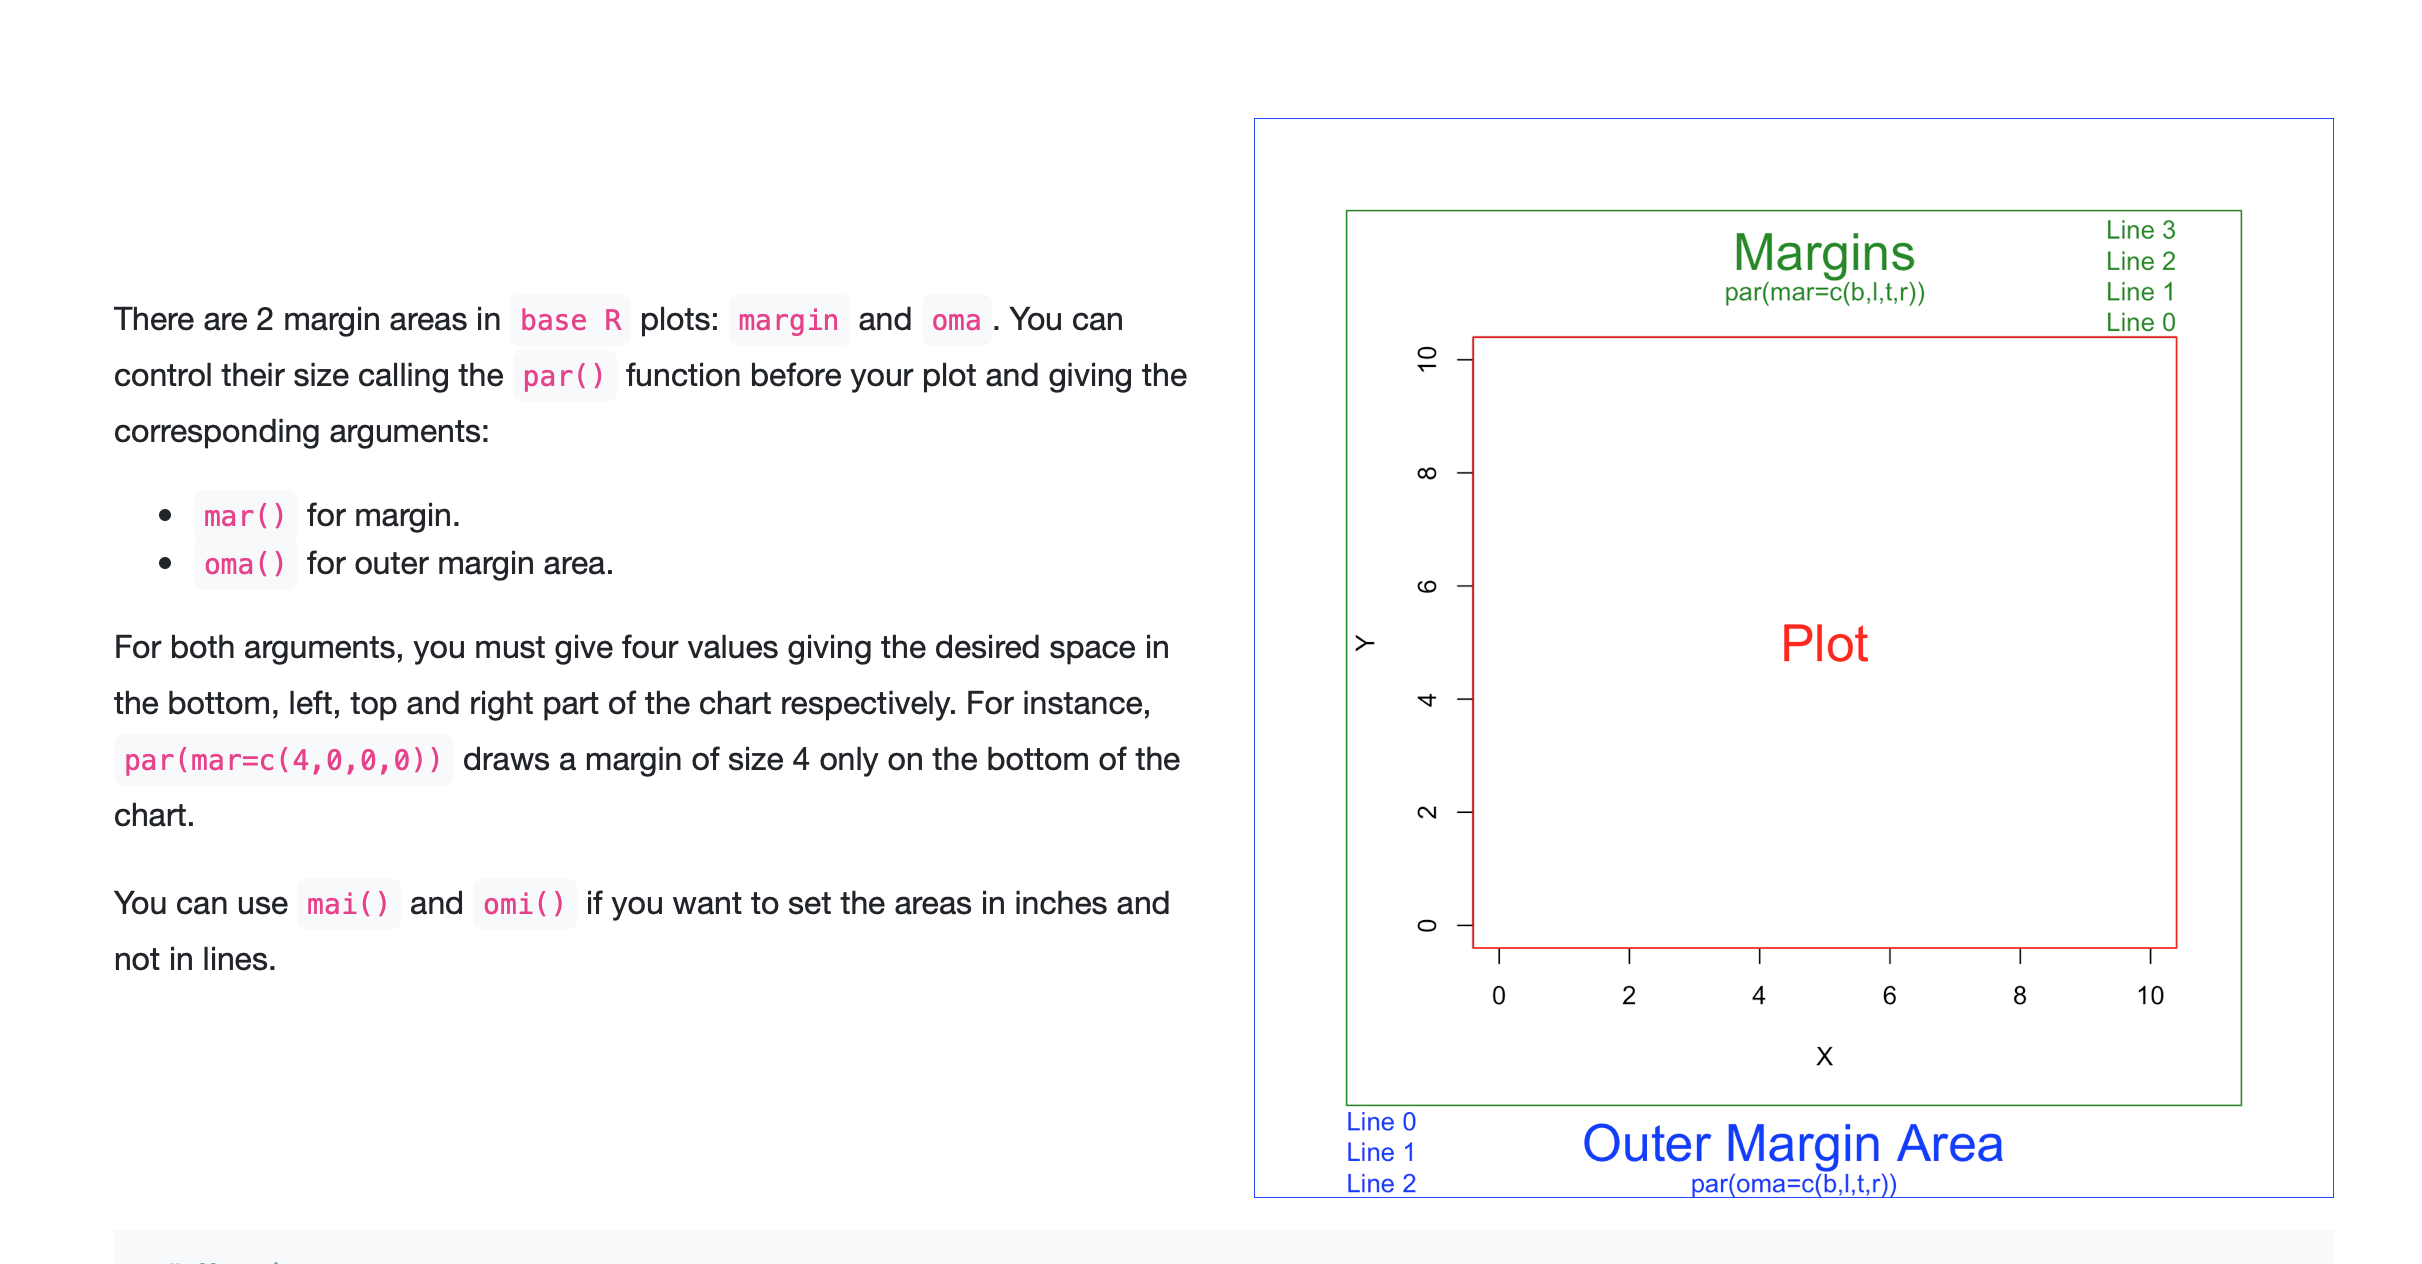 There are 2 margin areas in base R plots: margin and oma. You can
control their size calling the par() function before your plot and giving the
corresponding arguments:
mar() for margin.
oma() for outer margin area.
For both arguments, you must give four values giving the desired space in
the bottom, left, top and right part of the chart respectively. For instance,
par(mar=c(4,0,0,0)) draws a margin of size 4 only on the bottom of the
chart.
You can use mai() and omi() if you want to set the areas in inches and
not in lines.
Margins
par(mar=c(b,l,t,r))
Line 3
Line 2
Line 1
Line 0
10
8
6
4
2
0
Y
Plot
0 2 4 6 8 10
X
Line 0
Line 1
Line 2
Outer Margin Area
par(oma=c(b,l,t,r))